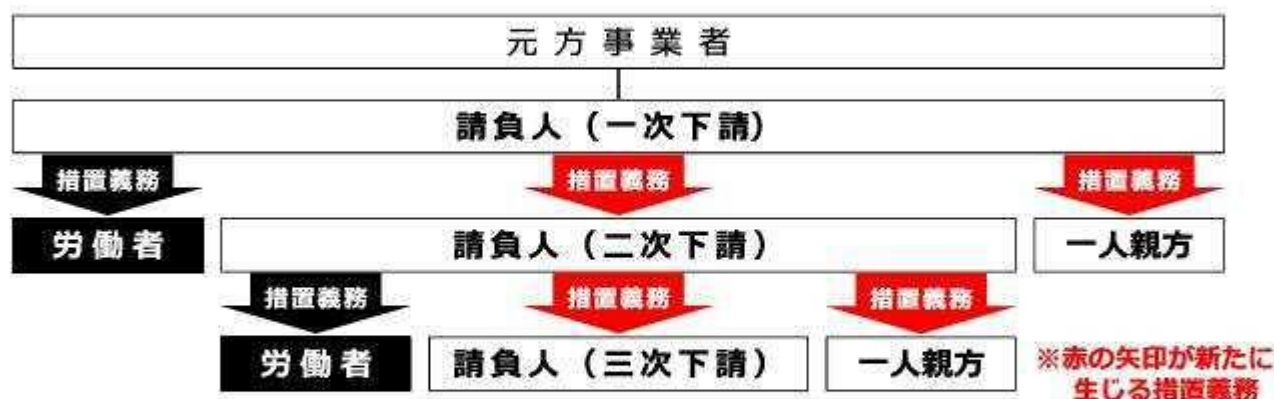 元方事業者
請負人（一次下請）
措置義務
措置義務
措置義務
労働者
請負人（二次下請）
一人親方
措置義務
措置義務
措置義務
労働者
請負人（三次下請）
一人親方
※赤の矢印が新たに
生じる措置義務